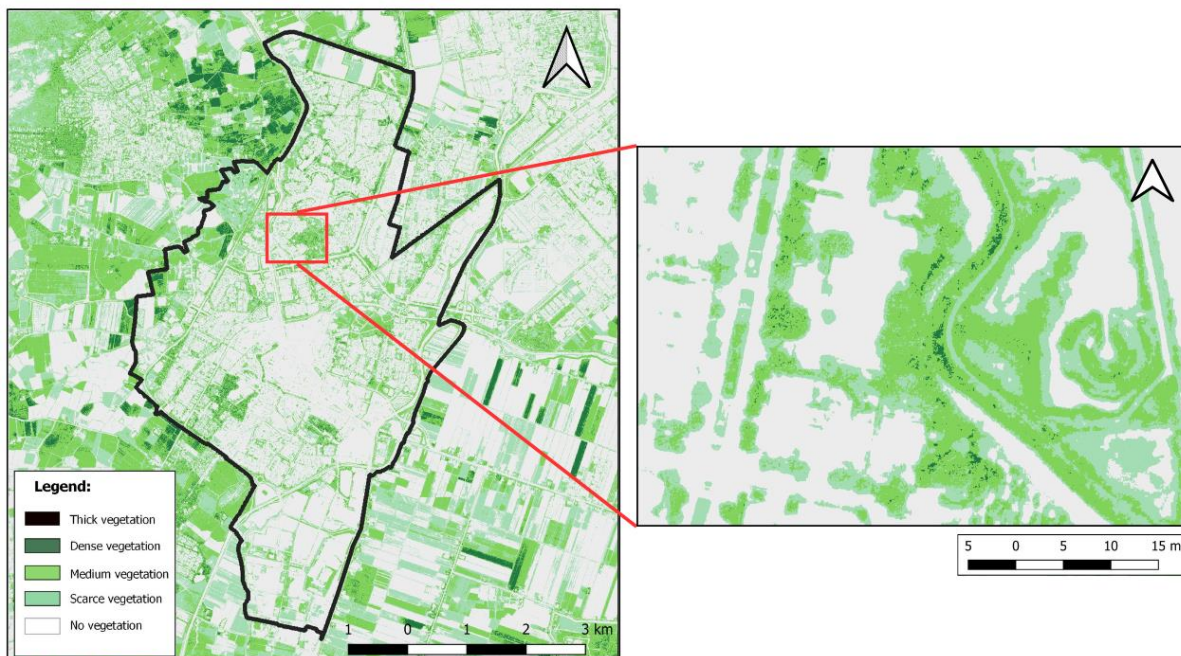 Legend:
Thick vegetation
Dense vegetation
Medium vegetation
Scarce vegetation
No vegetation
1 0 1 2 3 km
5 0 5 10 15 m